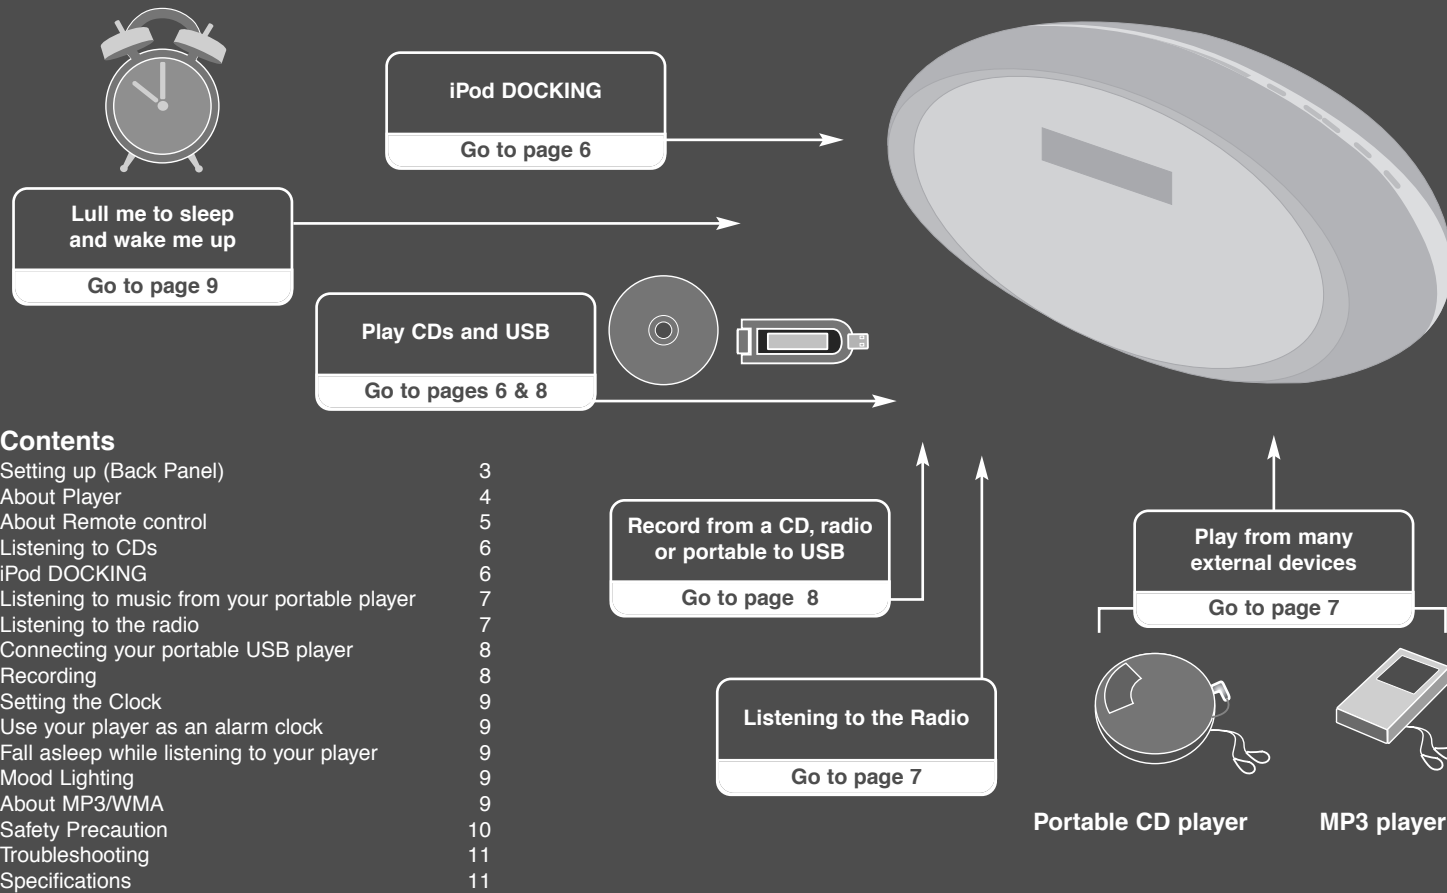 iPod DOCKING
Go to page 6
Lull me to sleep
and wake me up
Go to page 9
Play CDs and USB
Go to pages 6 & 8
Contents
Setting up (Back Panel) 3
About Player 4
About Remote control 5
Listening to CDs 6
iPod DOCKING 6
Listening to music from your portable player 7
Listening to the radio 7
Connecting your portable USB player 8
Recording 8
Setting the Clock 9
Use your player as an alarm clock 9
Fall asleep while listening to your player 9
Mood Lighting 9
About MP3/WMA 9
Safety Precaution 10
Troubleshooting 11
Specifications 11
Record from a CD, radio
or portable to USB
Go to page 8
Listening to the Radio
Go to page 7
Play from many
external devices
Go to page 7
Portable CD player
MP3 player